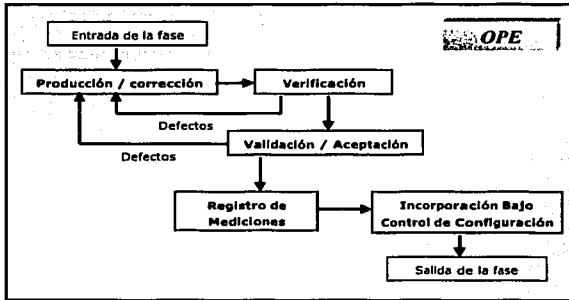 Entrada de la fase
OPE
Producción / corrección
Verificación
Defectos
Defectos
Validación / Aceptación
Registro de
Mediciones
Incorporación Bajo
Control de Configuración
Salida de la fase